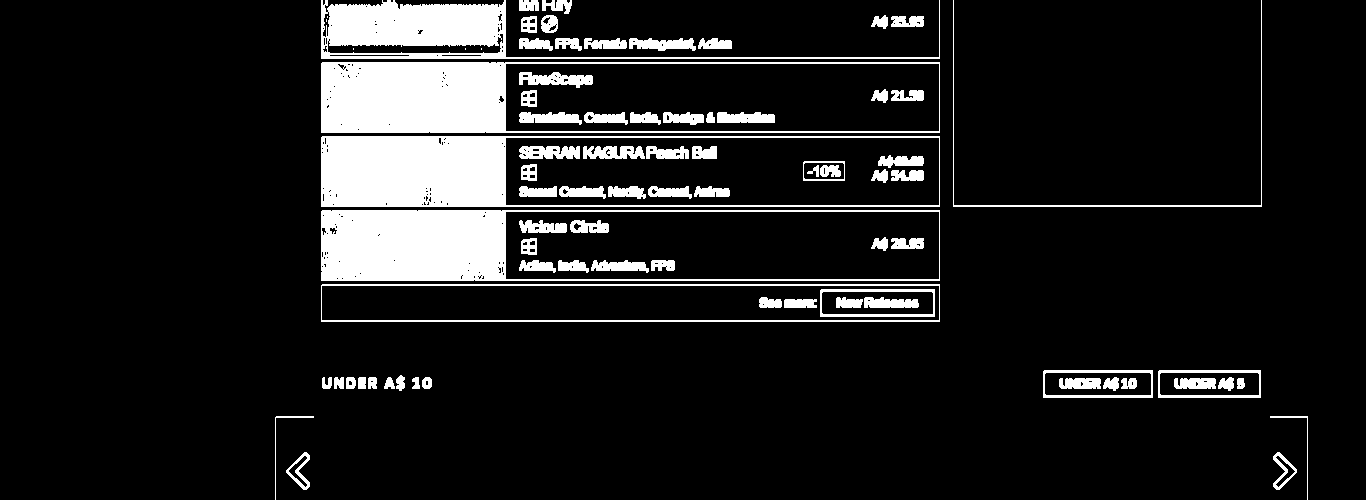 Ion Fury
A$ 25.95
Retro, FPS, Female Protagonist, Action
FlowScape
A$ 21.50
Simulation, Casual, Indie, Design & Illustration
SENRAN KAGURA Peach Ball
-10%
A$ 54.00
Sexual Content, Nudity, Casual, Anime
Vicious Circle
A$ 28.95
Action, Indie, Adventure, FPS
See more: New Releases
UNDER A$ 10
UNDER A$ 10
UNDER A$ 5